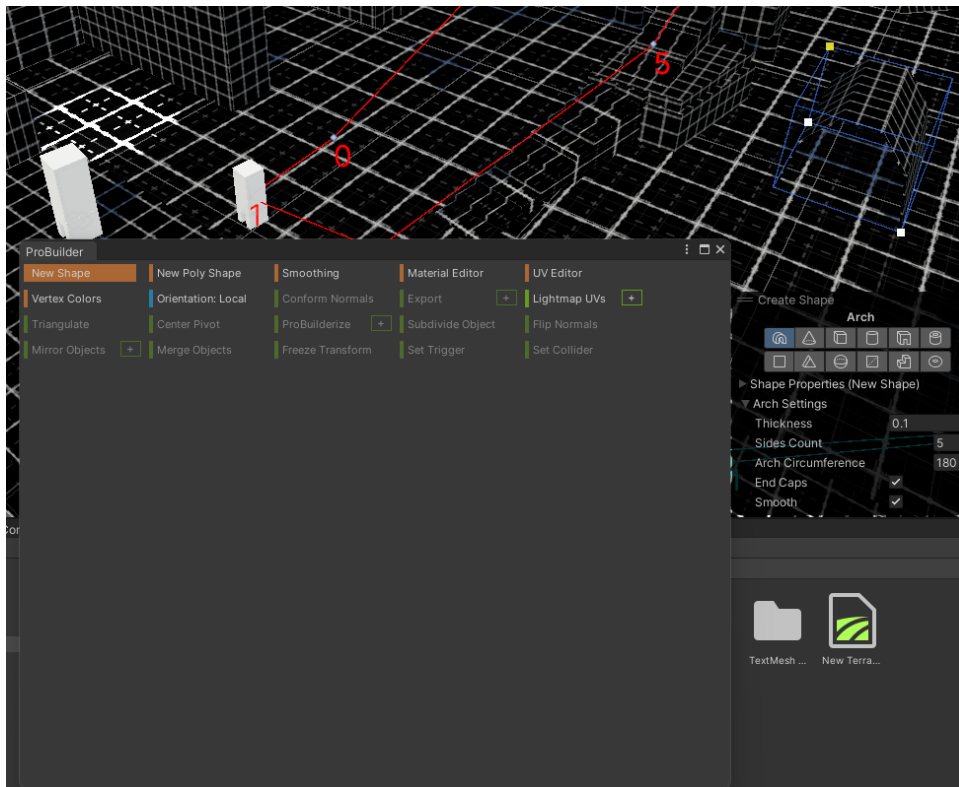 5
0
1
ProBuilder
New Shape New Poly Shape Smoothing Material Editor UV Editor
Vertex Colors Orientation: Local Conform Normals Export + Lightmap UVs +
Triangulate Center Pivot ProBuilderize + Subdivide Object Flip Normals
Mirror Objects + Merge Objects Freeze Transform Set Trigger Set Collider
Create Shape
Arch
Shape Properties (New Shape)
Arch Settings
Thickness 0.1
Sides Count 5
Arch Circumference 180
End Caps
Smooth
Cor
TextMesh ... New Terra...